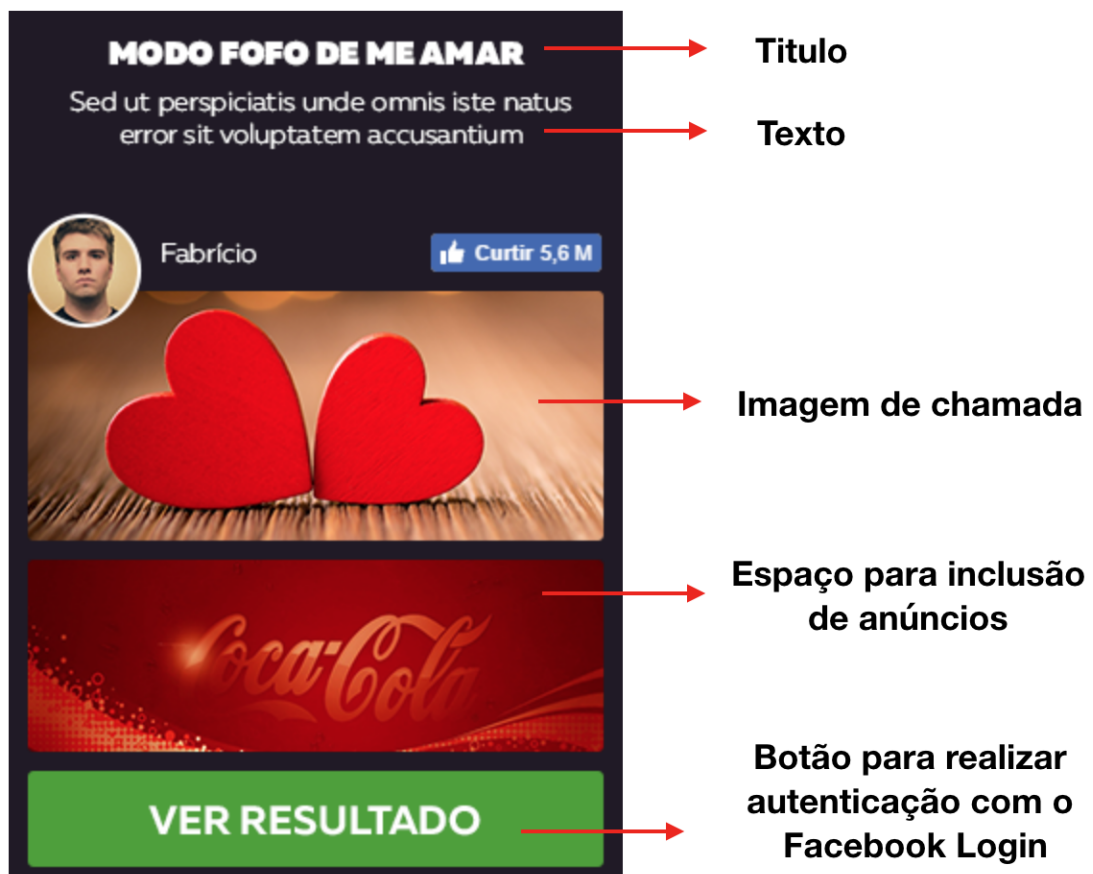 MODO FOFO DE ME AMAR
Titulo
Sed ut perspiciatis unde omnis iste natus
error sit voluptatem accusantium
Texto
Fabrício
Curtir 5,6 M
Imagem de chamada
Espaço para inclusão
de anúncios
Coca-Cola
Botão para realizar
autenticação com o
Facebook Login
VER RESULTADO